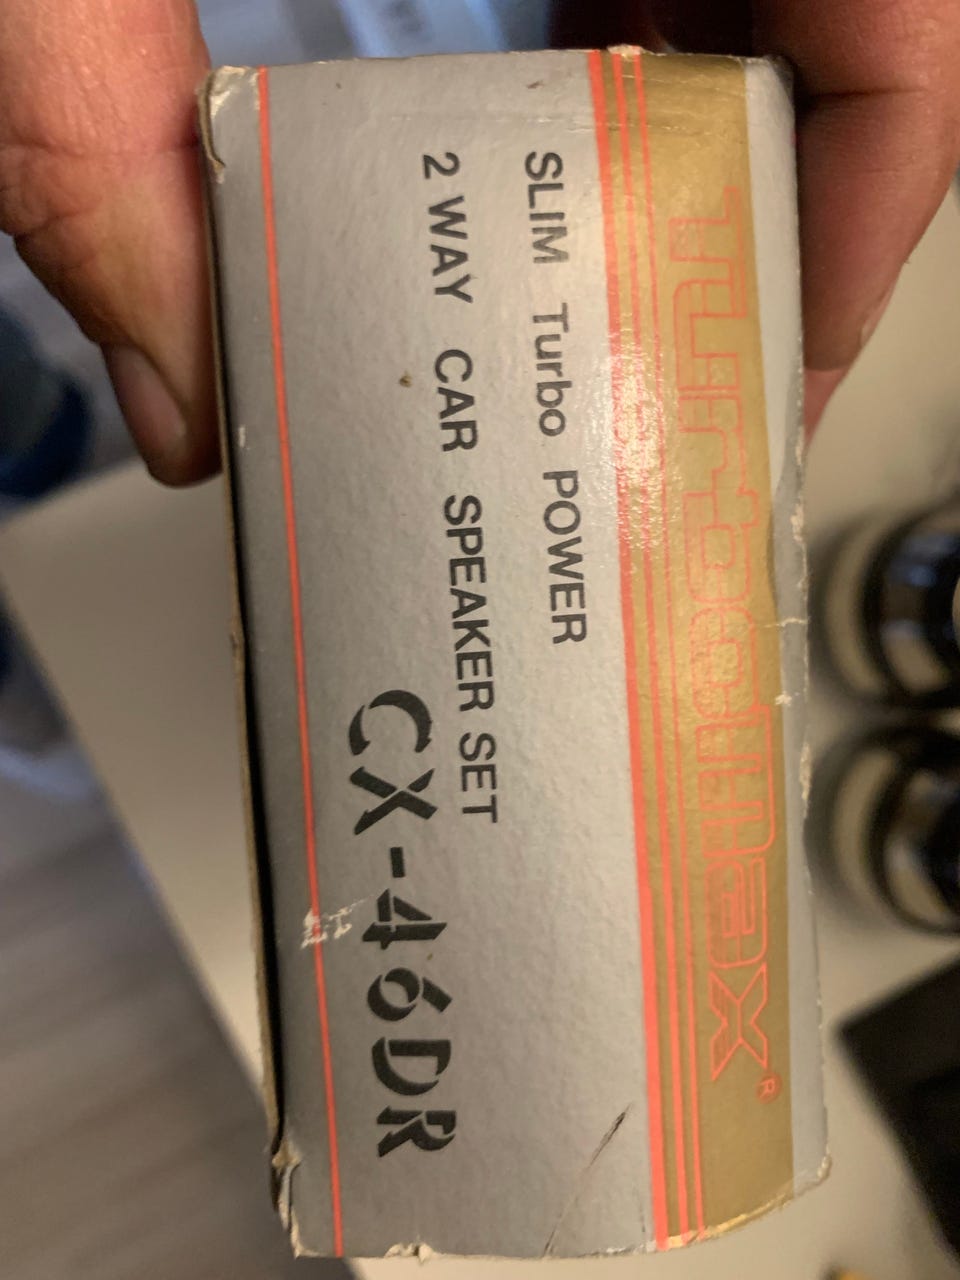 Turbomax®
SLIM Turbo POWER
2 WAY CAR SPEAKER SET
CX-46DR